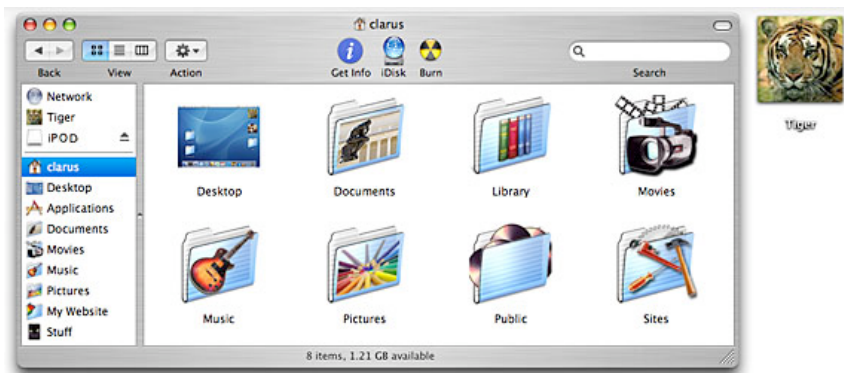 clarus
Back View Action Get Info iDisk Burn Search
Network
Tiger
iPOD
clarus
Desktop
Applications
Documents
Movies
Music
Pictures
My Website
Stuff
Desktop Documents Library Movies
Music Pictures Public Sites
8 items, 1.21 GB available
Tiger